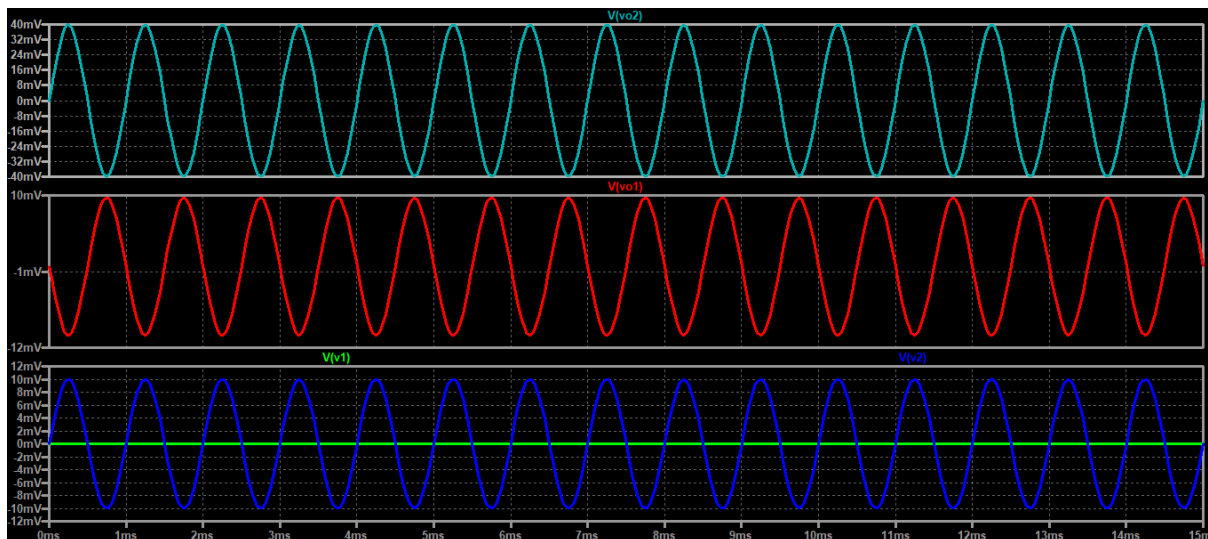 V(vo2)
40mV
32mV
24mV
16mV
8mV
0mV
-8mV
-16mV
-24mV
-32mV
-40mV
V(vo1)
10mV
-1mV
-12mV
V(v1) V(v2)
12mV
10mV
8mV
6mV
4mV
2mV
0mV
-2mV
-4mV
-6mV
-8mV
-10mV
-12mV
0ms 1ms 2ms 3ms 4ms 5ms 6ms 7ms 8ms 9ms 10ms 11ms 12ms 13ms 14ms 15m